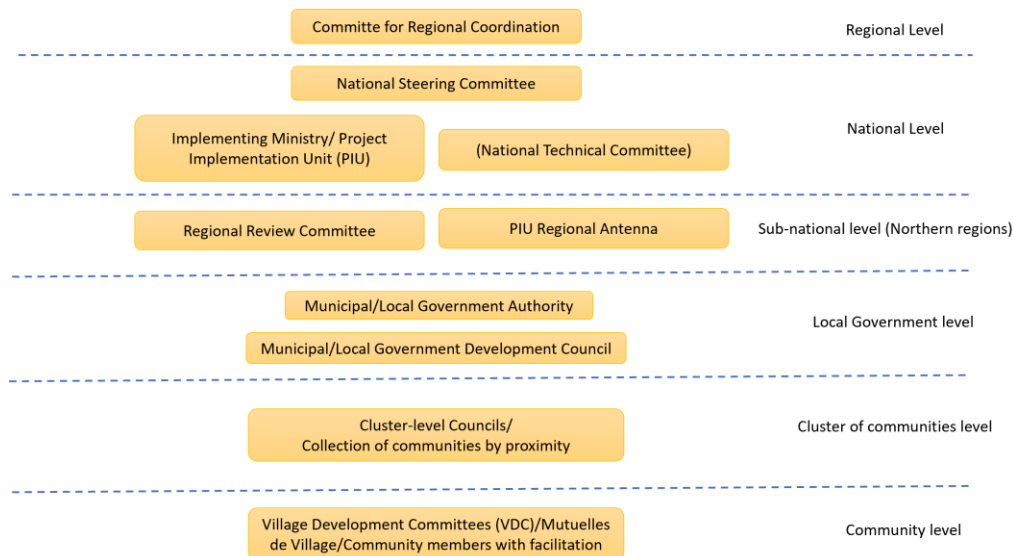 Committe for Regional Coordination
Regional Level
National Steering Committee
Implementing Ministry/ Project
Implementation Unit (PIU)
(National Technical Committee)
National Level
Regional Review Committee
PIU Regional Antenna
Sub-national level (Northern regions)
Municipal/Local Government Authority
Municipal/Local Government Development Council
Local Government level
Cluster-level Councils/
Collection of communities by proximity
Cluster of communities level
Village Development Committees (VDC)/Mutuelles
de Village/Community members with facilitation
Community level